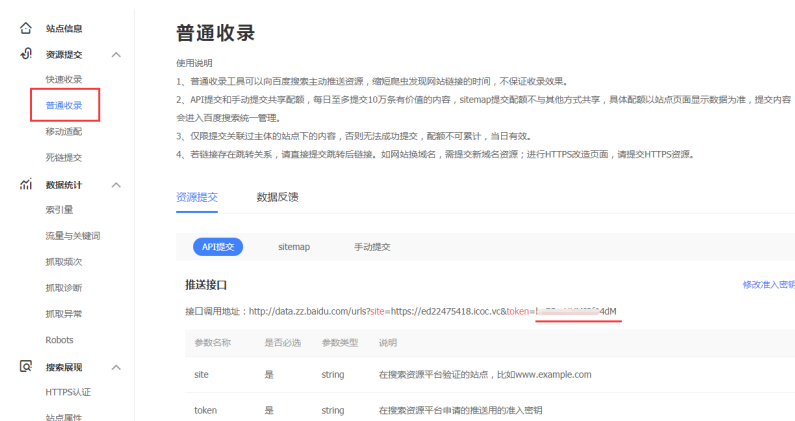 站点信息
资源提交
快速收录
普通收录
移动适配
死链提交
数据统计
索引量
流量与关键词
抓取频次
抓取诊断
抓取异常
Robots
搜索展现
HTTPS认证
站点属性
普通收录
使用说明
1、普通收录工具可以向百度搜索主动推送资源，缩短爬虫发现网站链接的时间，不保证收录效果。
2、API提交和手动提交共享配额，每日至多提交10万条有价值的内容，sitemap提交配额不与其他方式共享，具体配额以站点页面显示数据为准，提交内容
会进入百度搜索统一管理。
3、仅限提交关联过主体的站点下的内容，否则无法成功提交，配额不可累计，当日有效。
4、若链接存在跳转关系，请直接提交跳转后链接。如网站换域名，需提交新域名资源；进行HTTPS改造页面，请提交HTTPS资源。
资源提交 数据反馈
API提交 sitemap 手动提交
推送接口 修改准入密钥
接口调用地址：http://data.zz.baidu.com/urls?site=https://ed22475418.icoc.vc&token= 4dM
参数名称 是否必选 参数类型 说明
site 是 string 在搜索资源平台验证的站点，比如www.example.com
token 是 string 在搜索资源平台申请的推送用的准入密钥